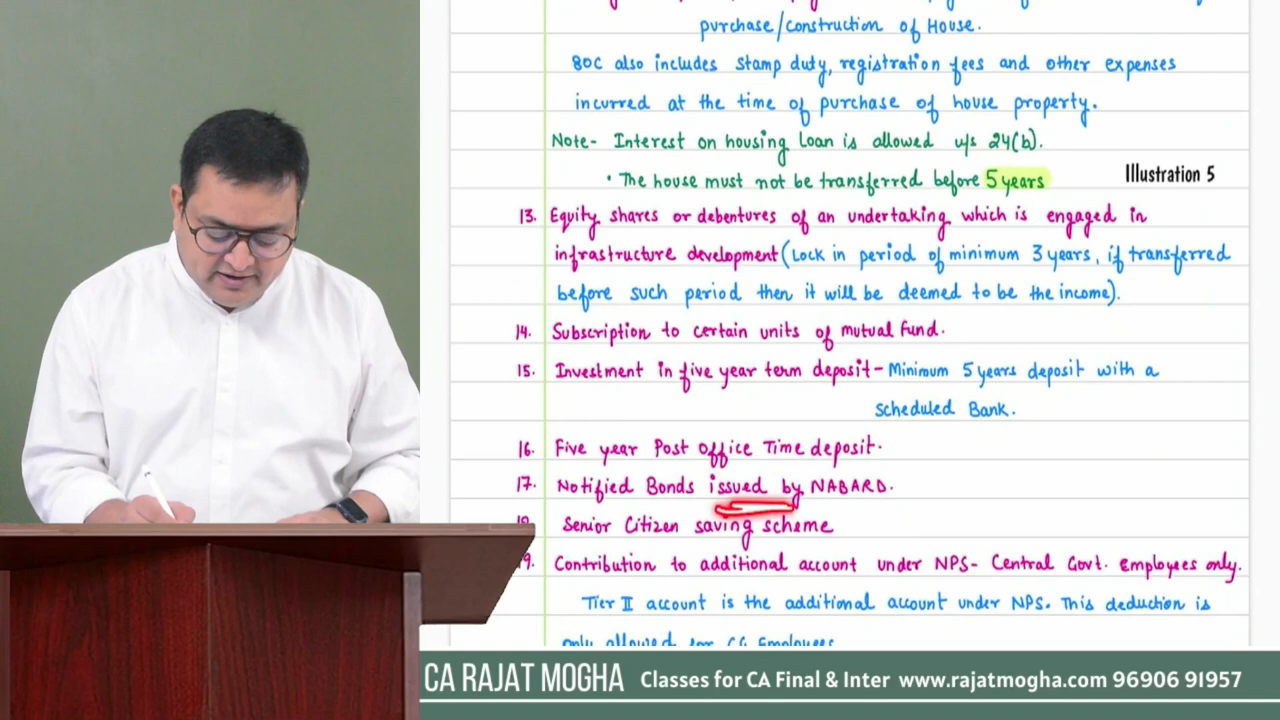 purchase/construction of House.
80C also includes stamp duty, registration fees and other expenses
incurred at the time of purchase of house property.
Note- Interest on housing Loan is allowed u/s 24(b).
• The house must not be transferred before 5 years
Illustration 5
13. Equity shares or debentures of an undertaking which is engaged in
infrastructure development (Lock in period of minimum 3 years, if transferred
before such period then it will be deemed to be the income).
14. Subscription to certain units of mutual fund.
15. Investment in five year term deposit - Minimum 5 years deposit with a
scheduled Bank.
16. Five year Post office Time deposit.
17. Notified Bonds issued by NABARD.
Senior Citizen saving scheme
9. Contribution to additional account under NPS- Central Govt. employees only.
Tier II account is the additional account under NPS. This deduction is
only allowed for CG Employees
CA RAJAT MOGHA Classes for CA Final & Inter www.rajatmogha.com 96906 91957